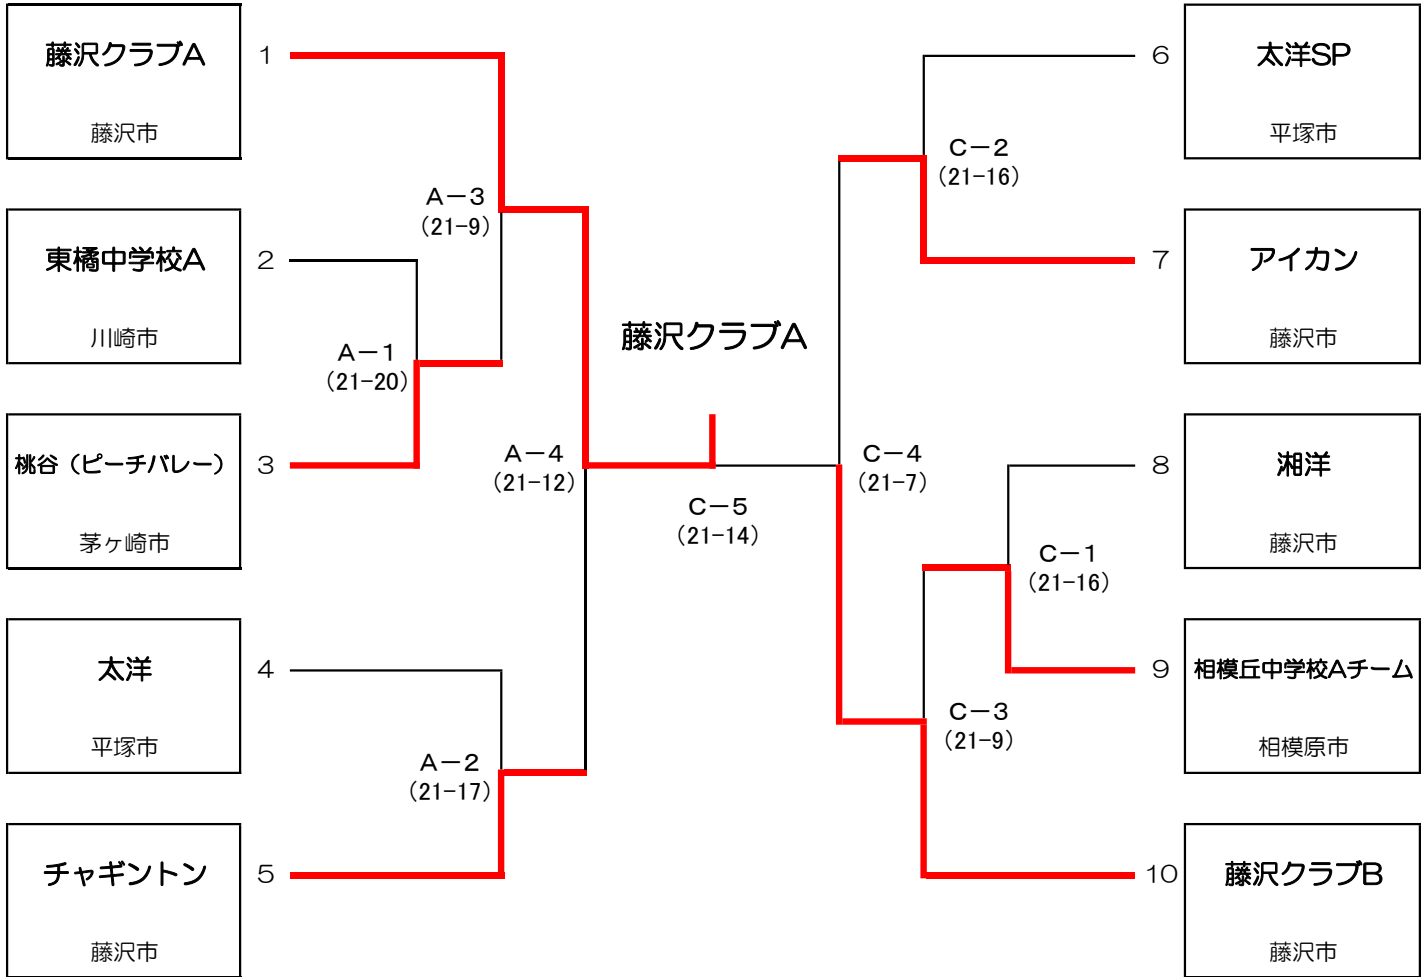 藤沢クラブA
藤沢市
1
東橘中学校A
川崎市
2
桃谷（ピーチバレー）
茅ヶ崎市
3
太洋
平塚市
4
チャギントン
藤沢市
5
A－3
(21-9)
A－1
(21-20)
A－4
(21-12)
A－2
(21-17)
藤沢クラブA
C－5
(21-14)
C－2
(21-16)
C－4
(21-7)
C－1
(21-16)
C－3
(21-9)
6
太洋SP
平塚市
7
アイカン
藤沢市
8
湘洋
藤沢市
9
相模丘中学校Aチーム
相模原市
10
藤沢クラブB
藤沢市